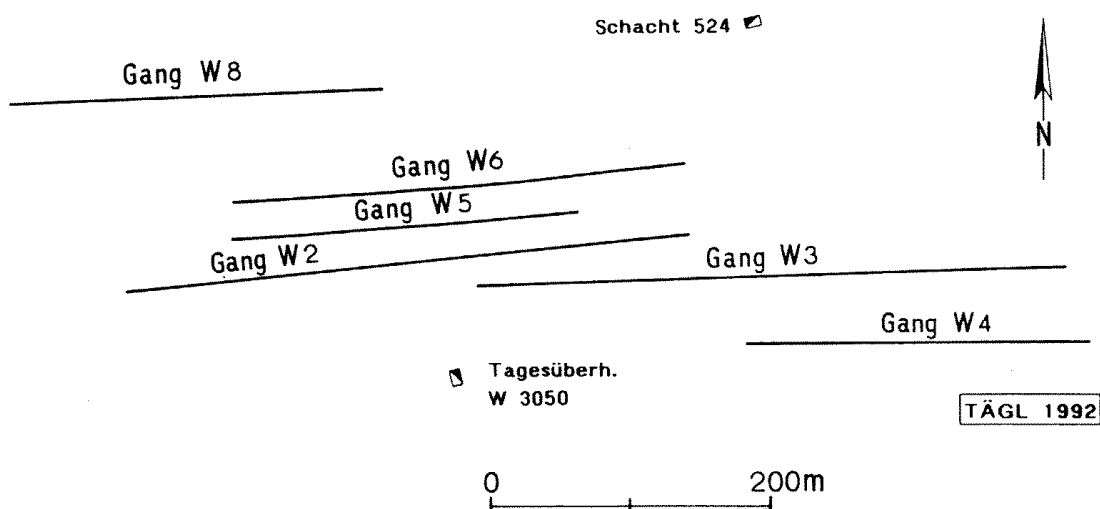 Schacht 524
Gang W8
N
Gang W6
Gang W5
Gang W2
Gang W3
Gang W4
Tagesüberh.
W 3050
TÄGL 1992
0 200m